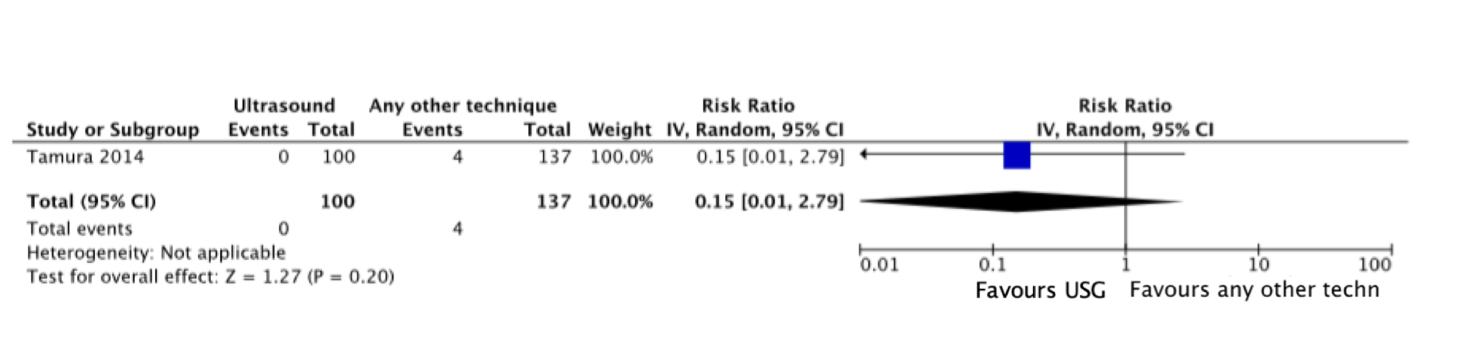 Ultrasound Any other technique Risk Ratio Risk Ratio
Study or Subgroup Events Total Events Total Weight IV, Random, 95% CI IV, Random, 95% CI
Tamura 2014 0 100 4 137 100.0% 0.15 [0.01, 2.79]
Total (95% CI) 100 137 100.0% 0.15 [0.01, 2.79]
Total events 0 4
Heterogeneity: Not applicable
Test for overall effect: Z = 1.27 (P = 0.20)
0.01 0.1 1 10 100
Favours USG Favours any other techn